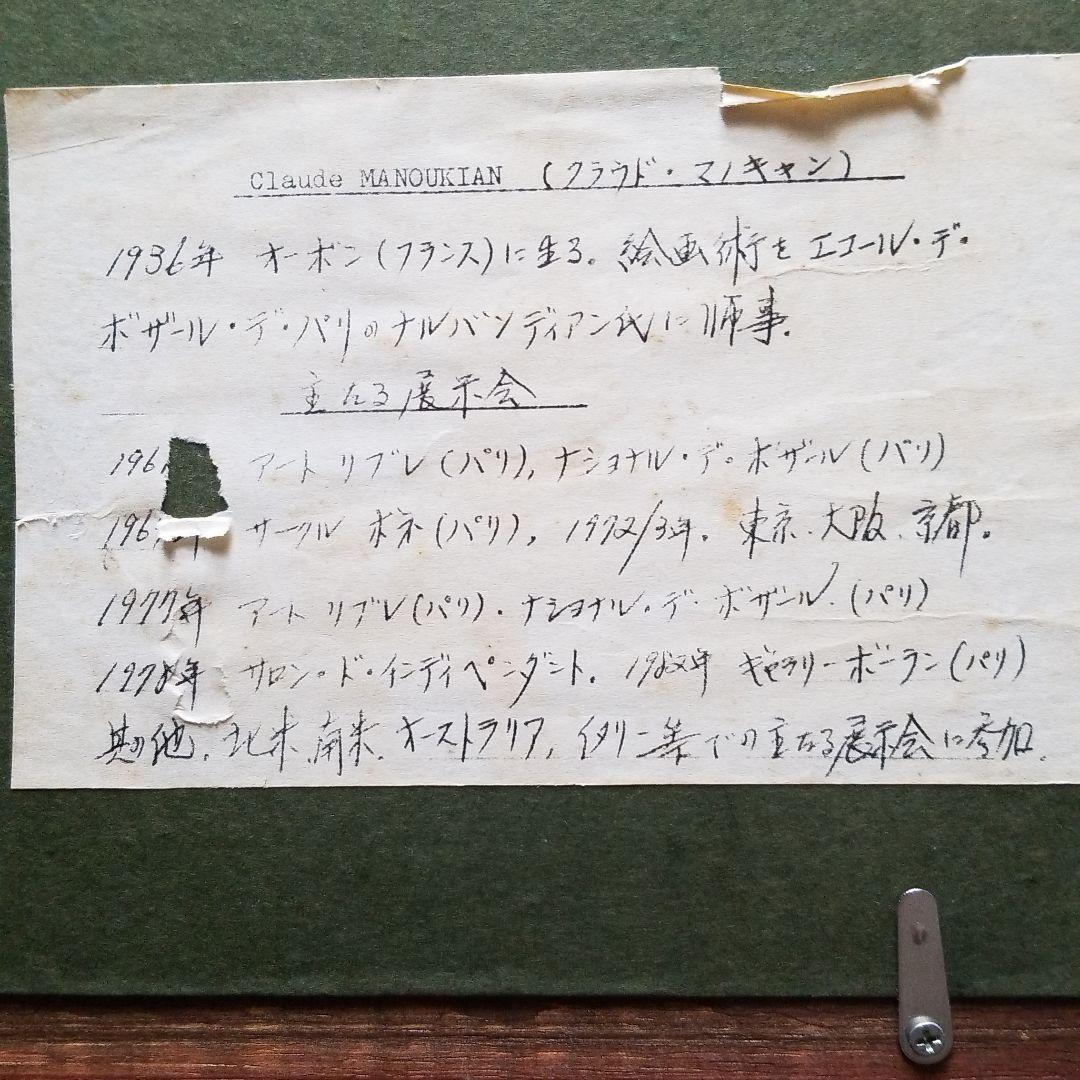 Claude MANOUKIAN (クラウド・マノキャン)
1936年 オーボン(フランス)に生る。絵画術をエコール・デ・
ボザール・デ・パリのナルバンディアン氏に師事.
主たる展示会
196 アート リブレ(パリ), ナショナル・デ・ボザール(パリ)
196 サークル ボネ(パリ), 1972/3年. 東京、大阪、京都。
1977年 アート リブレ(パリ)・ナショナル・デ・ボザール.(パリ)
1978年 サロン・ド・インディペンダント. 1982年 ギャラリーボーラン(パリ)
其の他, 北米、南米、オーストラリア, イタリー等での主たる展示会に参加.